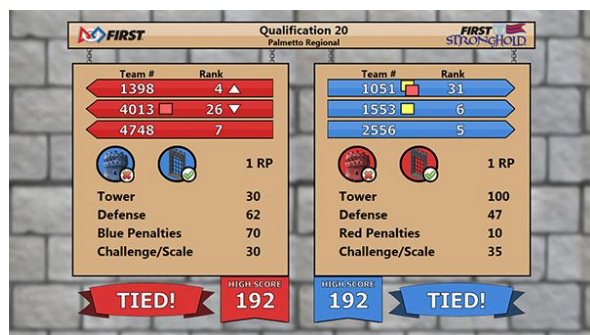 FIRST
Qualification 20
Palmetto Regional
FIRST
STRONGHOLD
Team # Rank
1398 4
4013 26
4748 7
1 RP
Tower 30
Defense 62
Blue Penalties 70
Challenge/Scale 30
TIED!
HIGH SCORE
192
Team # Rank
1051 31
1553 6
2556 5
1 RP
Tower 100
Defense 47
Red Penalties 10
Challenge/Scale 35
HIGH SCORE
192
TIED!